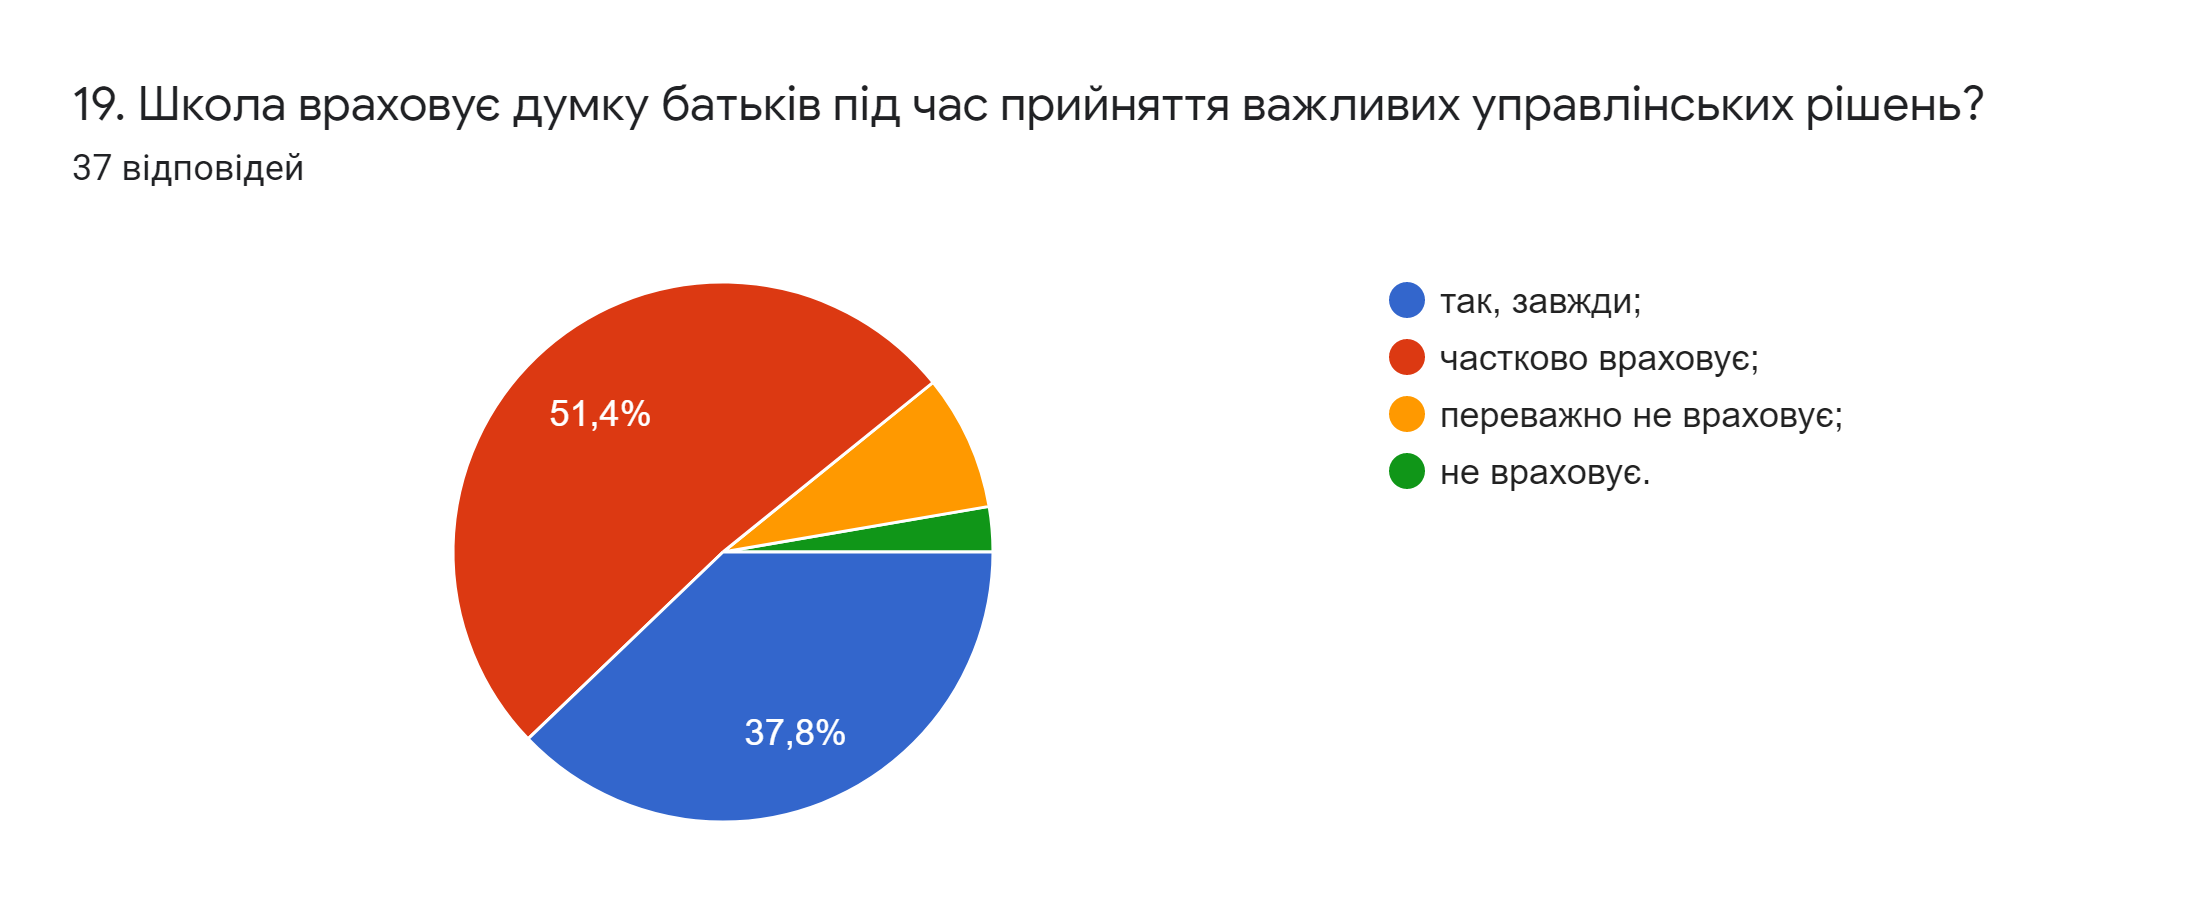 19. Школа враховує думку батьків під час прийняття важливих управлінських рішень?
37 відповідей
так, завжди;
частково враховує;
переважно не враховує;
не враховує.
51,4%
37,8%